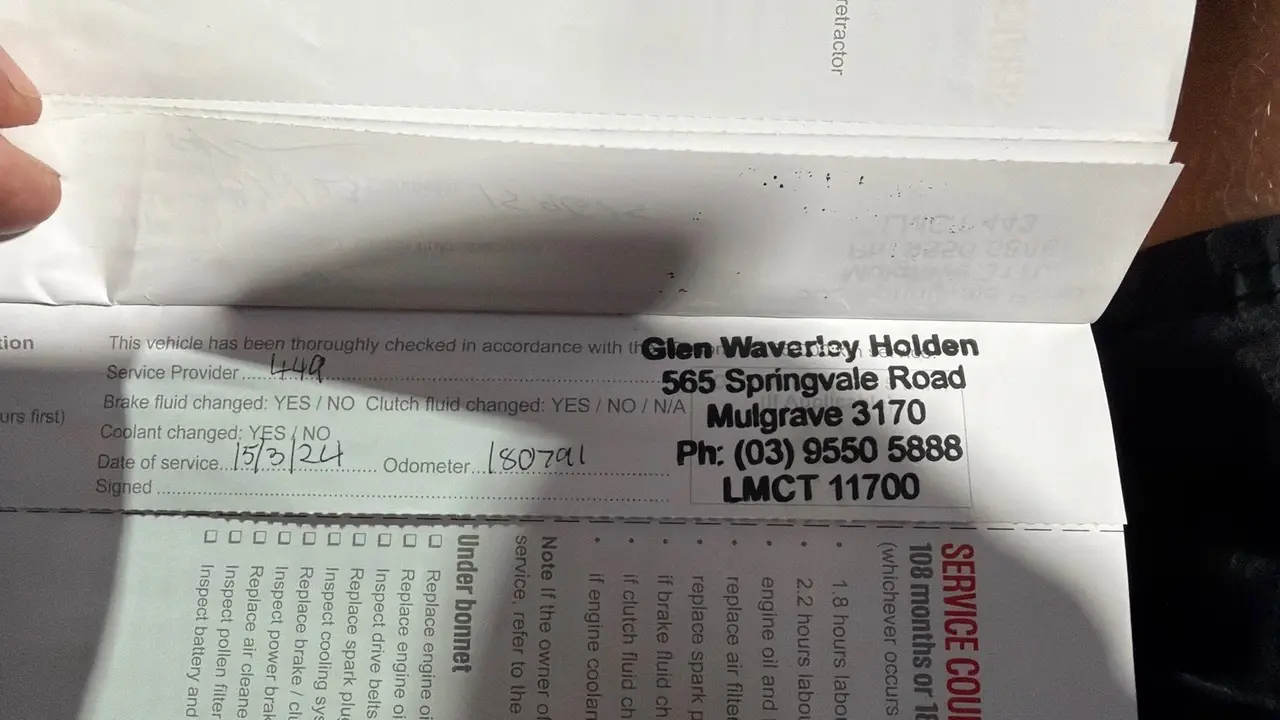 retractor
tion
This vehicle has been thoroughly checked in accordance with
Service Provider 449
urs first)
Brake fluid changed: YES / NO Clutch fluid changed: YES / NO / N/A
Coolant changed: YES / NO
Date of service 15/3/24 Odometer 180791
Signed
Glen Waverley Holden
565 Springvale Road
Mulgrave 3170
Ph: (03) 9550 5888
LMCT 11700
SERVICE COU
108 months or 18
(whichever occurs
• 1.8 hours labo
• 2.2 hours labou
• engine oil and
• replace air filte
• replace spark p
• if brake fluid ch
• if clutch fluid ch
• if engine coolan
Note If the owner of
service, refer to the
Under bonnet
Replace engine oi
Replace engine oi
Inspect drive belts
Replace spark plu
Inspect cooling sys
Replace brake / clu
Inspect power brak
Replace air cleane
Inspect pollen filter
Inspect battery and